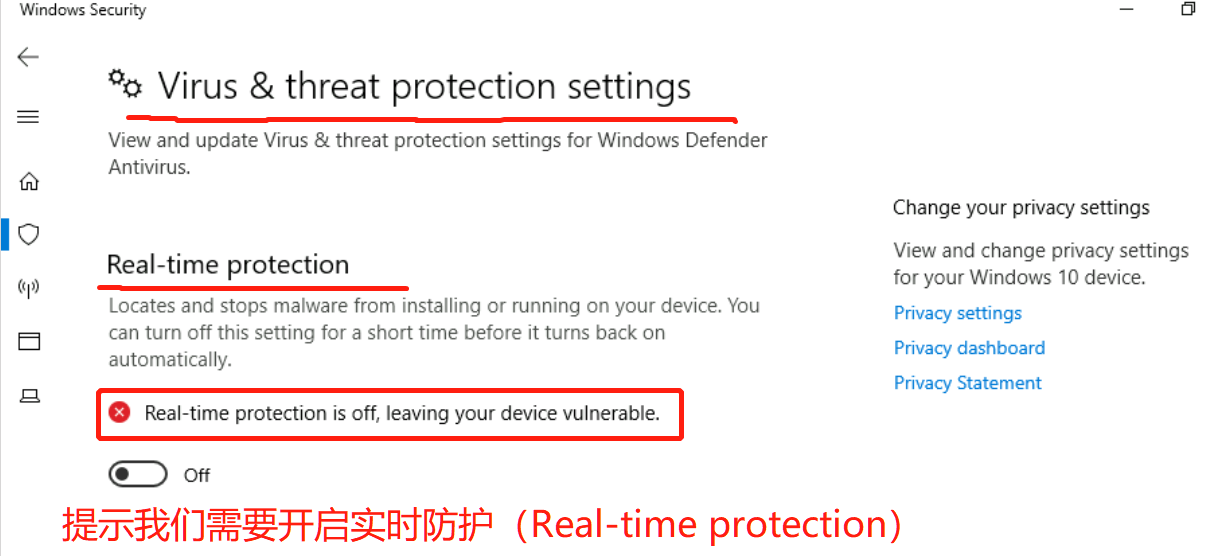 Windows Security
Virus & threat protection settings
View and update Virus & threat protection settings for Windows Defender
Antivirus.
Real-time protection
Locates and stops malware from installing or running on your device. You
can turn off this setting for a short time before it turns back on
automatically.
Real-time protection is off, leaving your device vulnerable.
Off
提示我们需要开启实时防护（Real-time protection）
Change your privacy settings
View and change privacy settings
for your Windows 10 device.
Privacy settings
Privacy dashboard
Privacy Statement